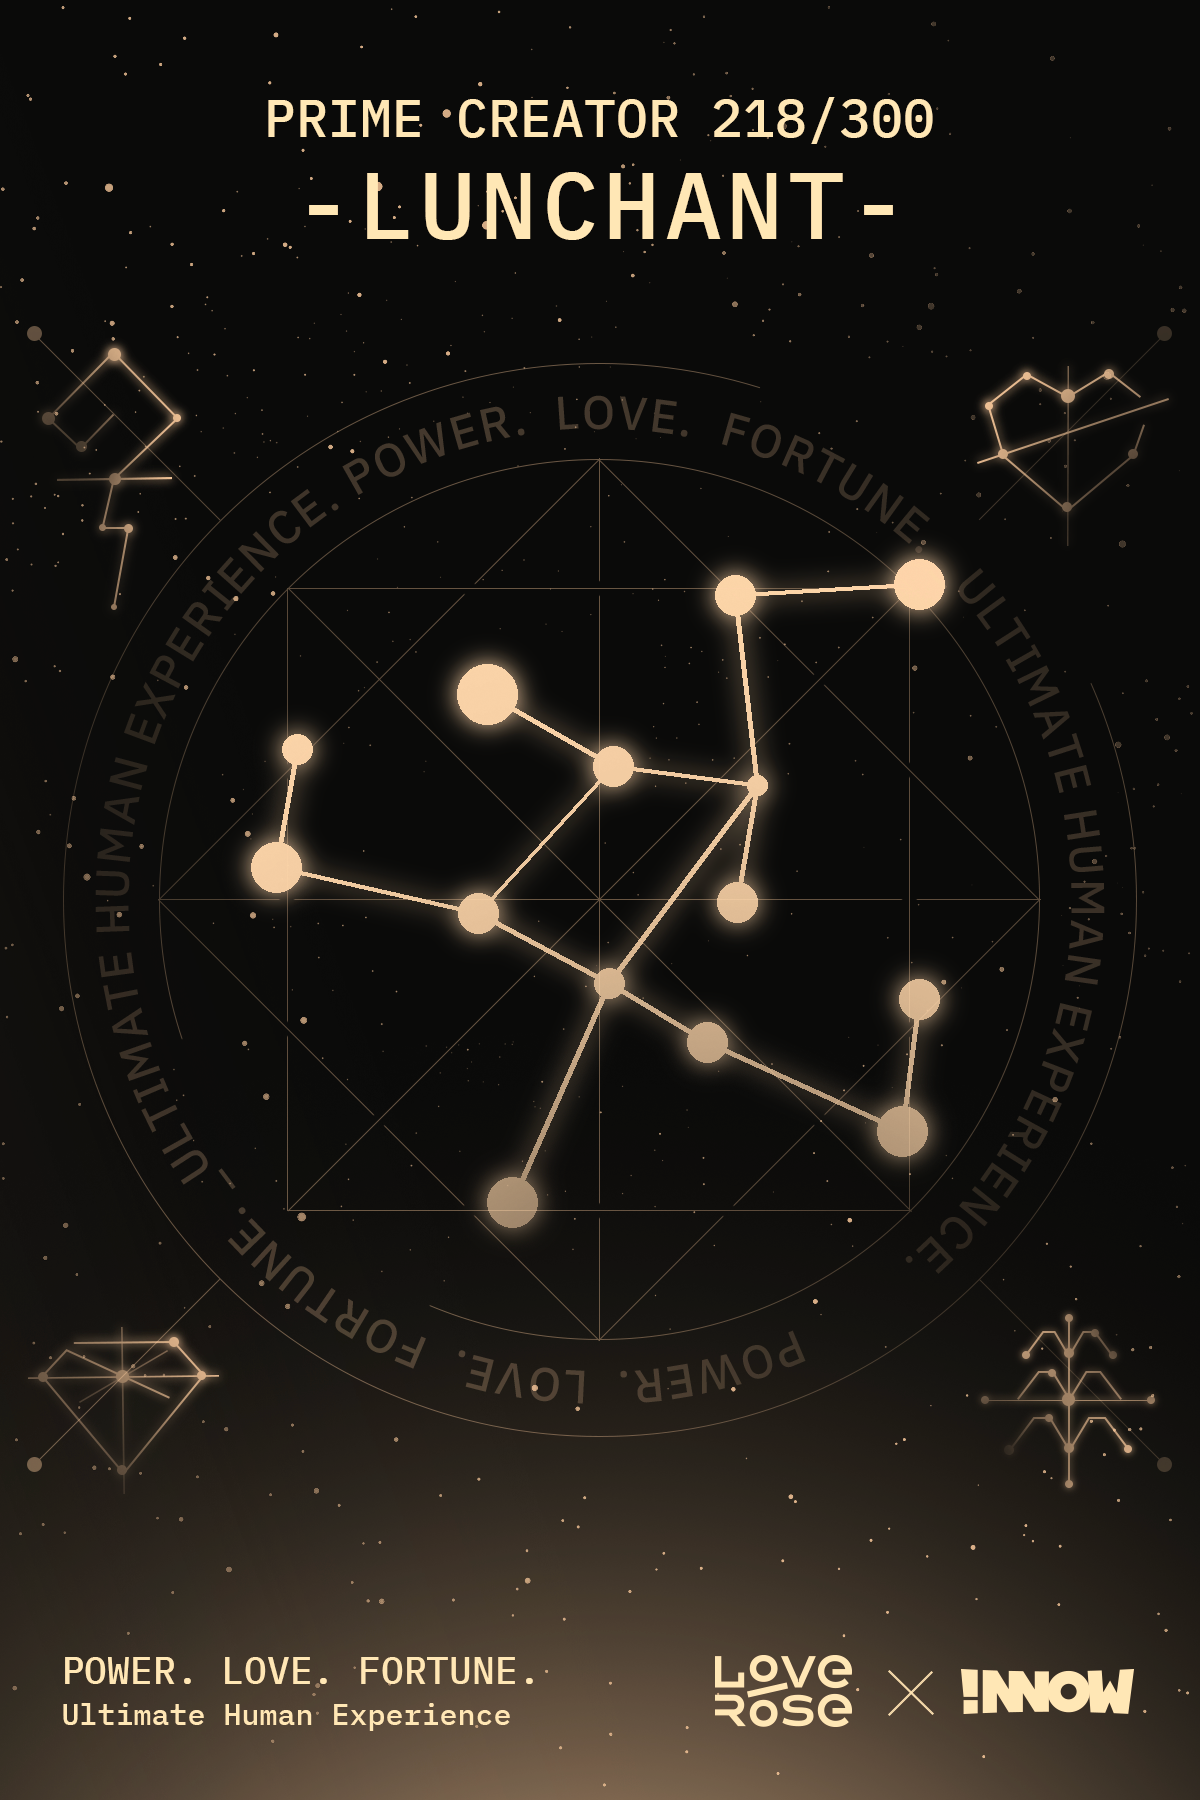 PRIME CREATOR 218/300
-LUNCHANT-
POWER. LOVE. FORTUNE.
ULTIMATE HUMAN EXPERIENCE.
POWER. LOVE. FORTUNE. —
ULTIMATE HUMAN EXPERIENCE.
POWER. LOVE. FORTUNE.
Ultimate Human Experience
LOVE
ROSE
!NNOW